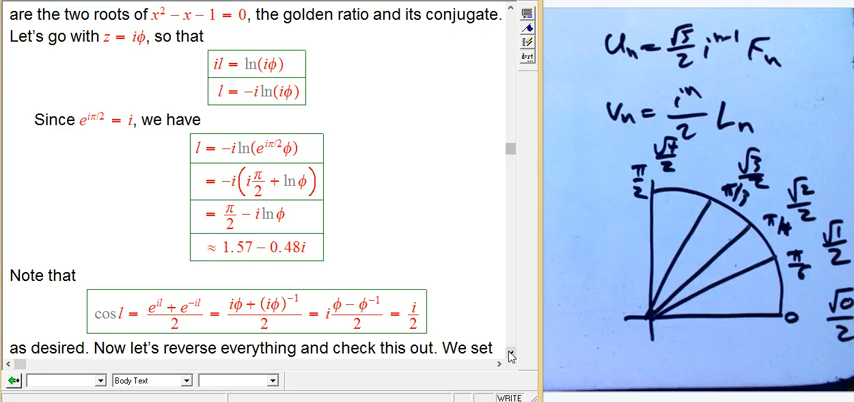 are the two roots of x² − x − 1 = 0, the golden ratio and its conjugate.
Let's go with z = iϕ, so that
il = ln(iϕ)
l = −i ln(iϕ)
Since e^{iπ/2} = i, we have
l = −i ln(e^{iπ/2}ϕ)
= −i(i π/2 + ln ϕ)
= π/2 − i ln ϕ
≈ 1.57 − 0.48i
Note that
cos l = (e^{il} + e^{−il})/2 = (iϕ + (iϕ)^{−1})/2 = i (ϕ − ϕ^{−1})/2 = i/2
as desired. Now let's reverse everything and check this out. We set
Body Text
WRITE
Uₙ = √5/2 i^{n−1} Fₙ
Vₙ = iⁿ/2 Lₙ
π/2 √4/2
π/3 √3/2
π/4 √2/2
π/6 √1/2
0 √0/2